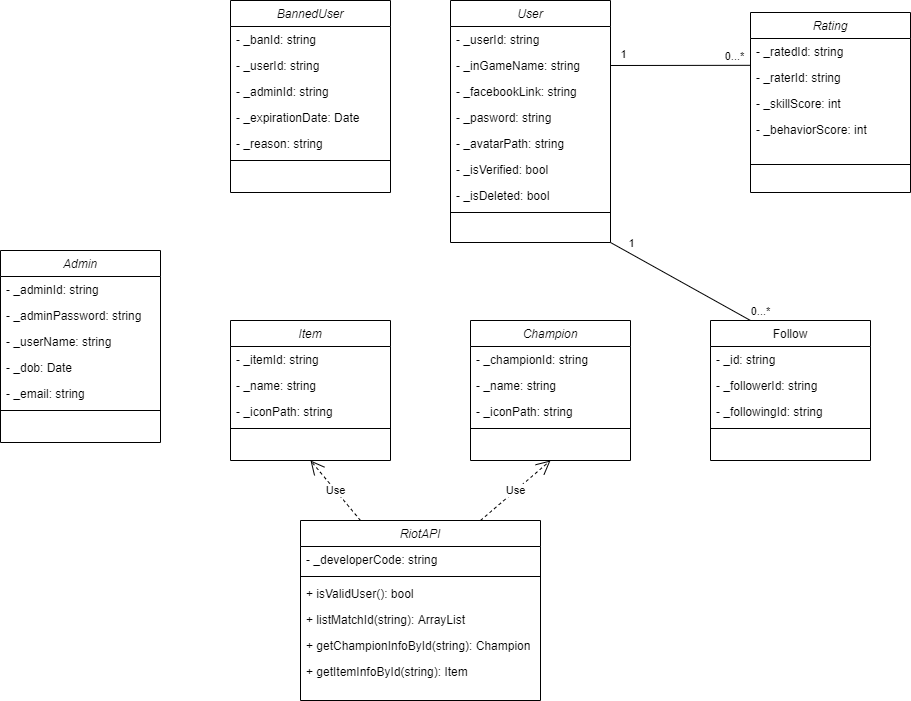 BannedUser
- _banId: string
- _userId: string
- _adminId: string
- _expirationDate: Date
- _reason: string
User
- _userId: string
- _inGameName: string
- _facebookLink: string
- _pasword: string
- _avatarPath: string
- _isVerified: bool
- _isDeleted: bool
1
0...*
Rating
- _ratedId: string
- _raterId: string
- _skillScore: int
- _behaviorScore: int
1
0...*
Admin
- _adminId: string
- _adminPassword: string
- _userName: string
- _dob: Date
- _email: string
Item
- _itemId: string
- _name: string
- _iconPath: string
Champion
- _championId: string
- _name: string
- _iconPath: string
Follow
- _id: string
- _followerId: string
- _followingId: string
Use
Use
RiotAPI
- _developerCode: string
+ isValidUser(): bool
+ listMatchId(string): ArrayList
+ getChampionInfoById(string): Champion
+ getItemInfoById(string): Item